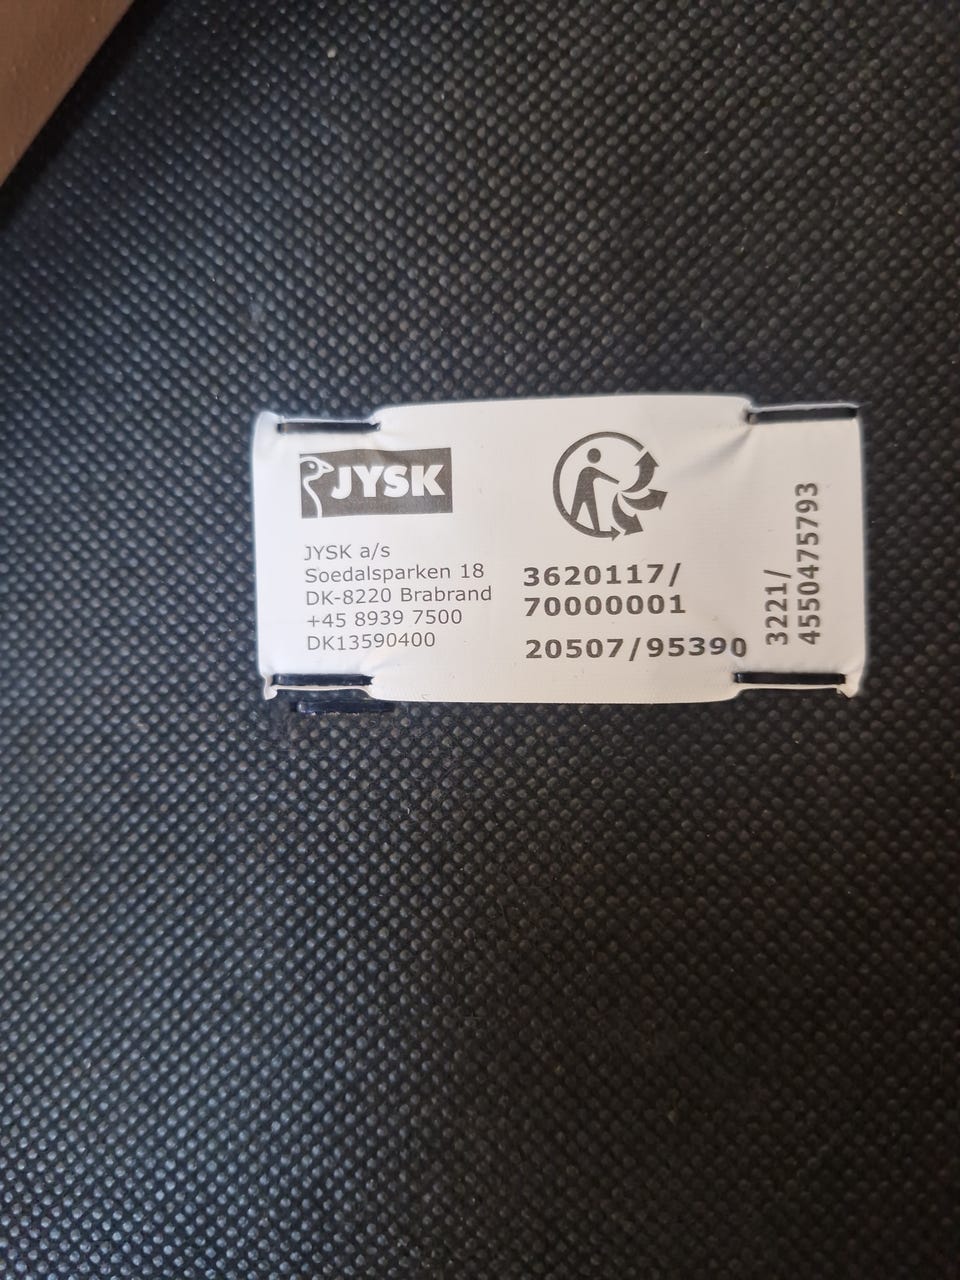 JYSK
JYSK a/s
Soedalsparken 18
DK-8220 Brabrand
+45 8939 7500
DK13590400
3620117/
70000001
20507/95390
3221/
4550475793